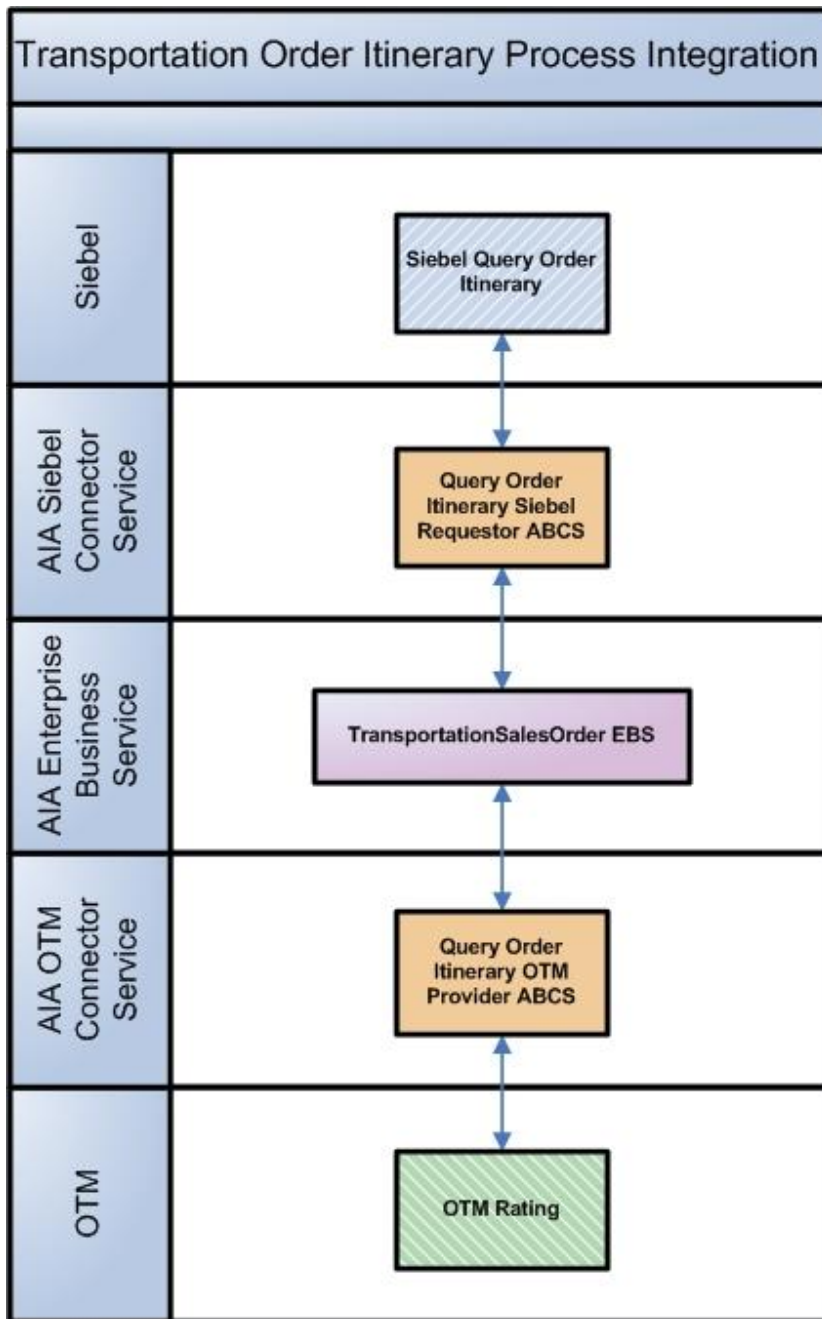 Transportation Order Itinerary Process Integration
Siebel
Siebel Query Order
Itinerary
AIA Siebel
Connector
Service
Query Order
Itinerary Siebel
Requestor ABCS
AIA Enterprise
Business
Service
TransportationSalesOrder EBS
AIA OTM
Connector
Service
Query Order
Itinerary OTM
Provider ABCS
OTM
OTM Rating